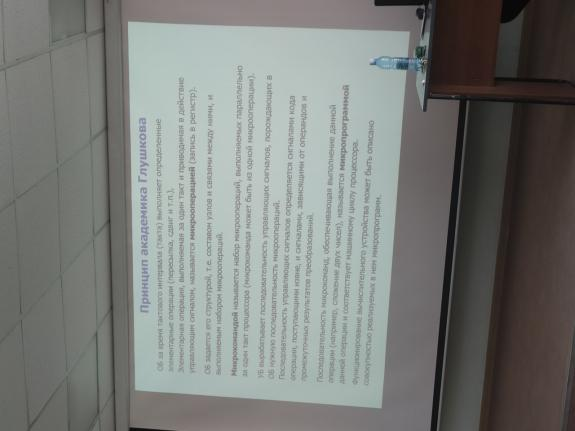 Принцип академика Глушкова
ОБ за время тактового интервала (такта) выполняет определенные
элементарные операции (пересылка, сдвиг и т.п.).
Элементарная операция, выполняемая за один такт и приводимая в действие
управляющим сигналом, называется микрооперацией (запись в регистр).
ОБ задается его структурой, т.е. составом узлов и связями между ними, и
выполняемым набором микроопераций.
Микрокомандой называется набор микроопераций, выполняемых параллельно
за один такт процессора (микрокоманда может быть из одной микрооперации).
УБ вырабатывает последовательность управляющих сигналов, порождающих в
ОБ нужную последовательность микроопераций.
Последовательность управляющих сигналов определяется сигналами кода
операции, поступающими извне, и сигналами, зависящими от операндов и
промежуточных результатов преобразований.
Последовательность микрокоманд, обеспечивающая выполнение данной
операции (например, сложение двух чисел), называется микропрограммой
данной операции и соответствует машинному циклу процессора.
Функционирование вычислительного устройства может быть описано
совокупностью реализуемых в нем микропрограмм.